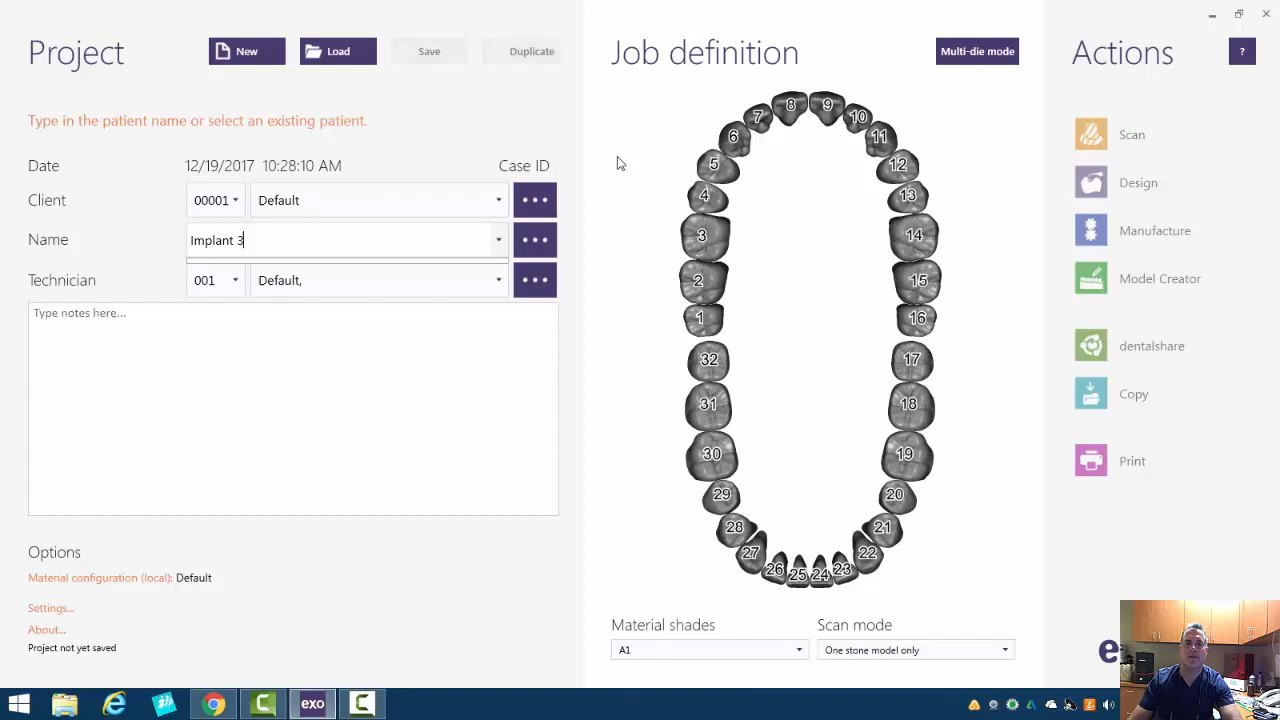 Project
New
Load
Save
Duplicate
Job definition
Multi-die mode
Actions
?
Type in the patient name or select an existing patient.
Date
12/19/2017 10:28:10 AM
Case ID
Client
00001
Default
•••
Name
Implant 3
•••
Technician
001
Default,
•••
Type notes here...
Options
Material configuration (local): Default
Settings...
About...
Project not yet saved
7
8
9
10
6
11
5
12
4
13
3
14
2
15
1
16
32
17
31
18
30
19
29
20
28
21
27
22
26
25
24
23
Material shades
Scan mode
A1
One stone model only
Scan
Design
Manufacture
Model Creator
dentalshare
Copy
Print
e
exo